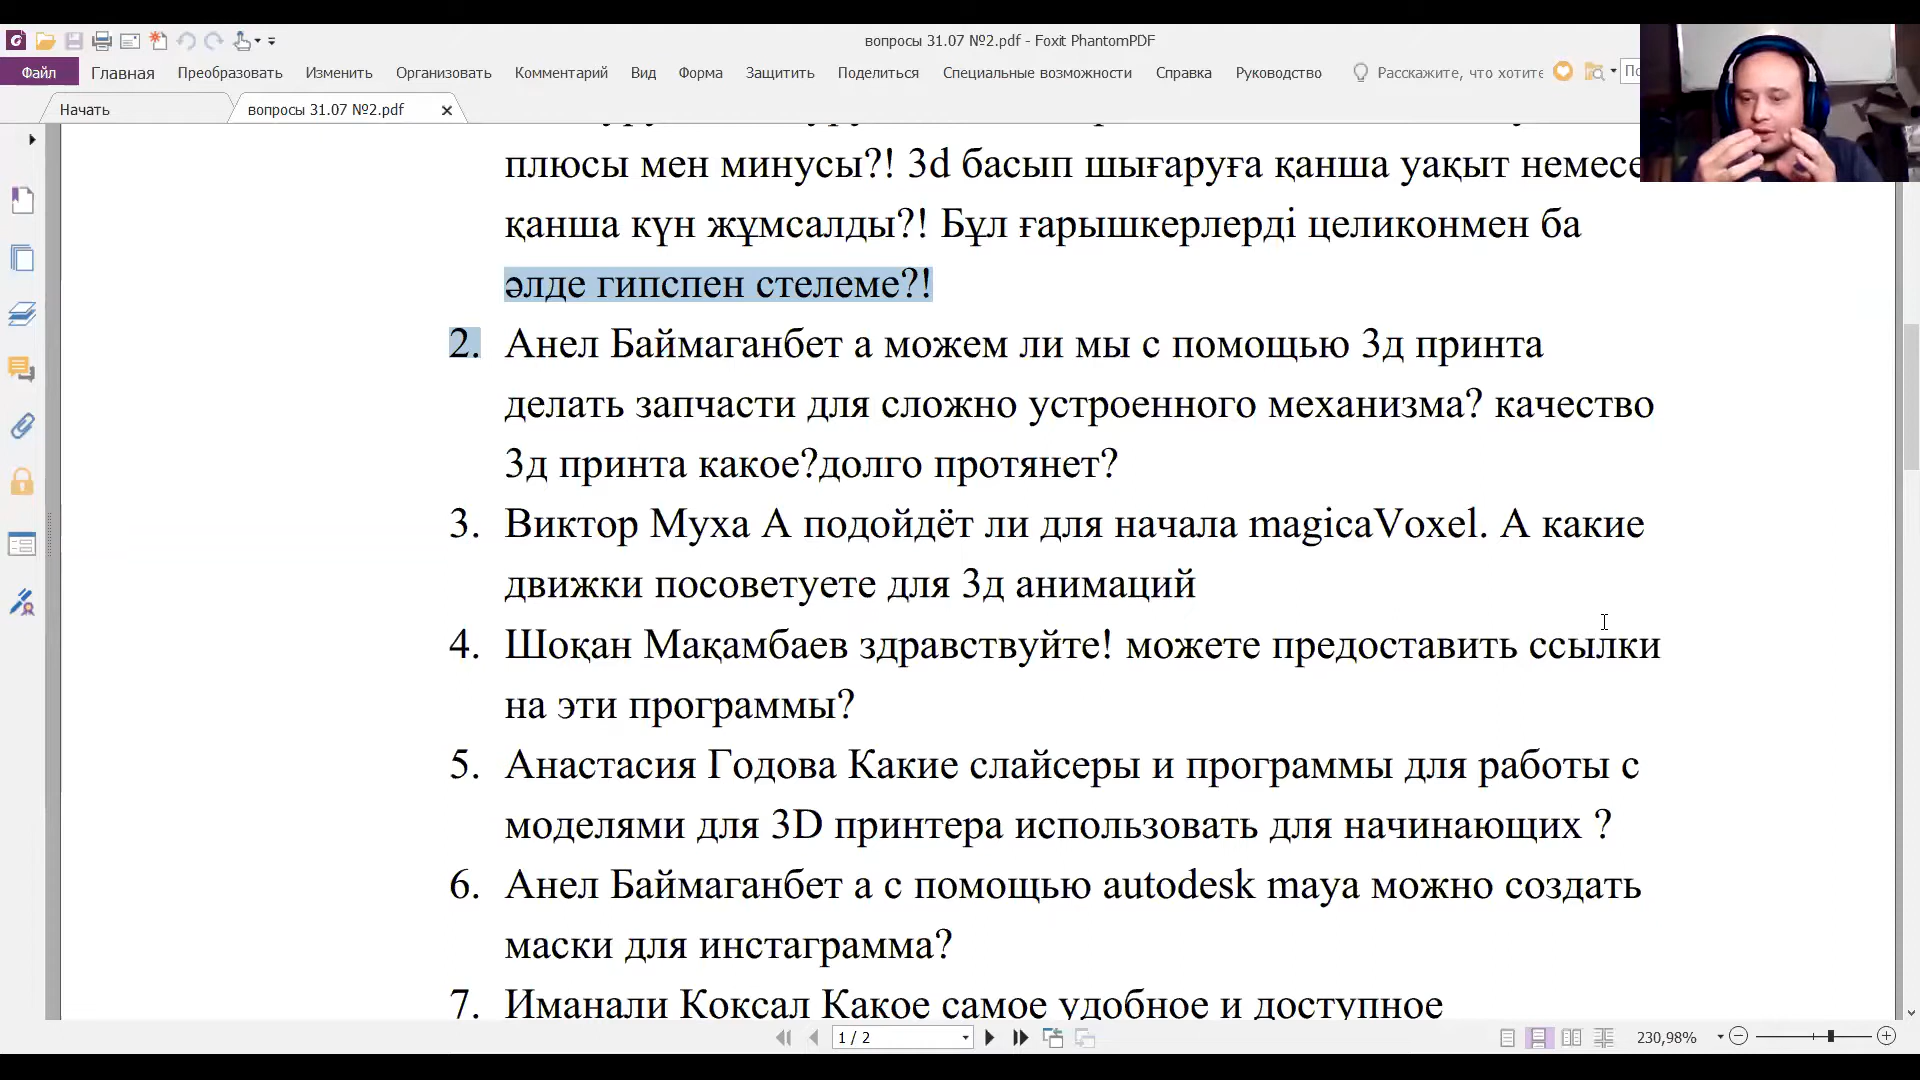 вопросы 31.07 №2.pdf - Foxit PhantomPDF
Файл Главная Преобразовать Изменить Организовать Комментарий Вид Форма Защитить Поделиться Специальные возможности Справка Руководство Расскажите, что хотите
Начать вопросы 31.07 №2.pdf
плюсы мен минусы?! 3d басып шығаруға қанша уақыт немесе
қанша күн жұмсалды?! Бұл ғарышкерлерді целиконмен ба
әлде гипспен стелеме?!
2. Анел Баймаганбет а можем ли мы с помощью 3д принта
делать запчасти для сложно устроенного механизма? качество
3д принта какое?долго протянет?
3. Виктор Муха А подойдёт ли для начала magicaVoxel. А какие
движки посоветуете для 3д анимаций
4. Шоқан Мақамбаев здравствуйте! можете предоставить ссылки
на эти программы?
5. Анастасия Годова Какие слайсеры и программы для работы с
моделями для 3D принтера использовать для начинающих ?
6. Анел Баймаганбет а с помощью autodesk maya можно создать
маски для инстаграмма?
7. Иманали Коксал Какое самое удобное и доступное
1 / 2 230,98%